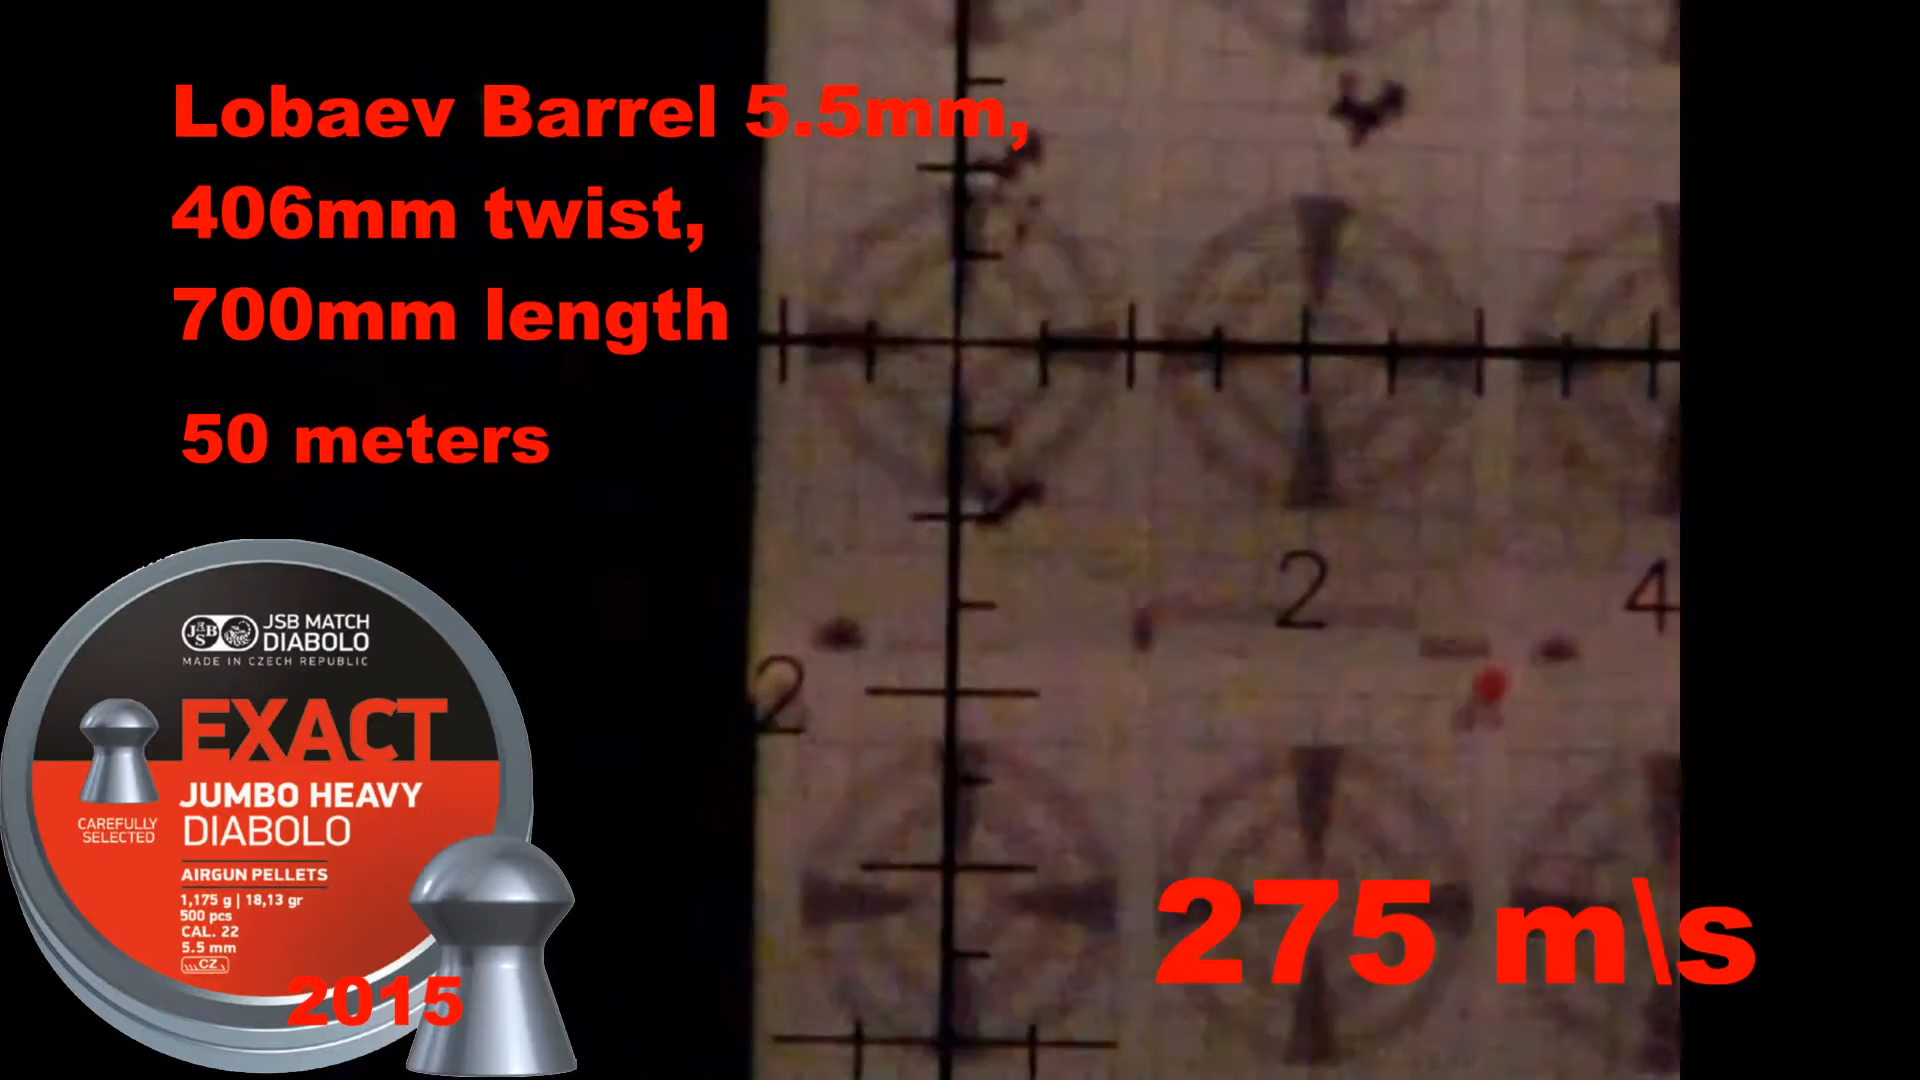 Lobaev Barrel 5.5mm,
406mm twist,
700mm length
50 meters
JSB
JSB MATCH
DIABOLO
MADE IN CZECH REPUBLIC
EXACT
JUMBO HEAVY
DIABOLO
CAREFULLY
SELECTED
AIRGUN PELLETS
1,175 g | 18,13 gr
500 pcs
CAL. 22
5.5 mm
CZ
2015
2
2
4
275 m\s